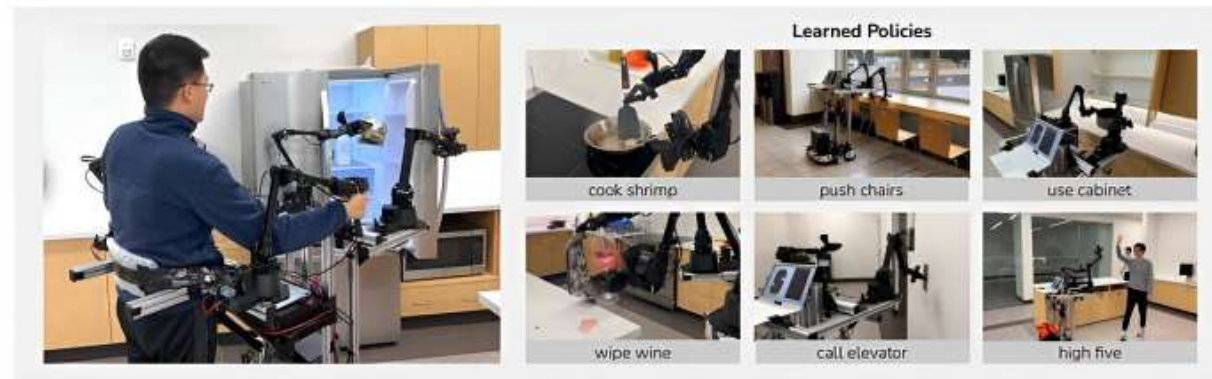 Learned Policies
cook shrimp
push chairs
use cabinet
wipe wine
call elevator
high five